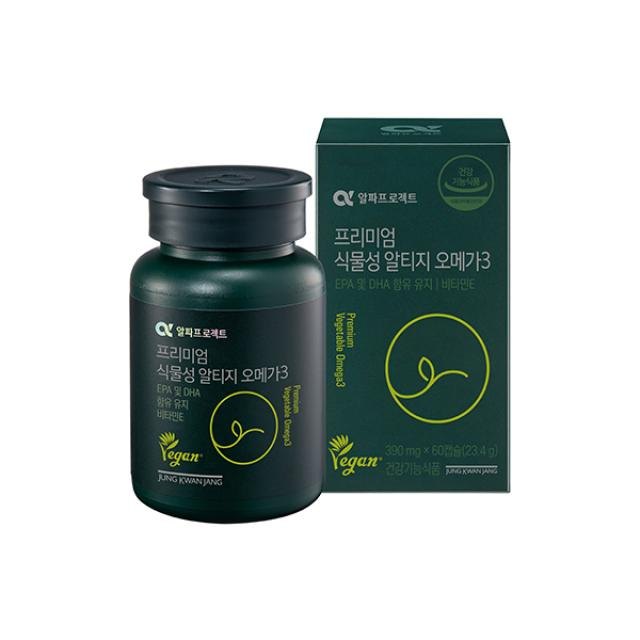 알파프로젝트
프리미엄
식물성 알티지 오메가3
EPA 및 DHA
함유 유지
비타민E
Premium
Vegetable Omega3
Vegan
JUNG KWAN JANG
건강
기능식품
알파프로젝트
프리미엄
식물성 알티지 오메가3
EPA 및 DHA 함유 유지 | 비타민E
Premium
Vegetable Omega3
390 mg × 60캡슐(23.4 g)
건강기능식품
JUNG KWAN JANG